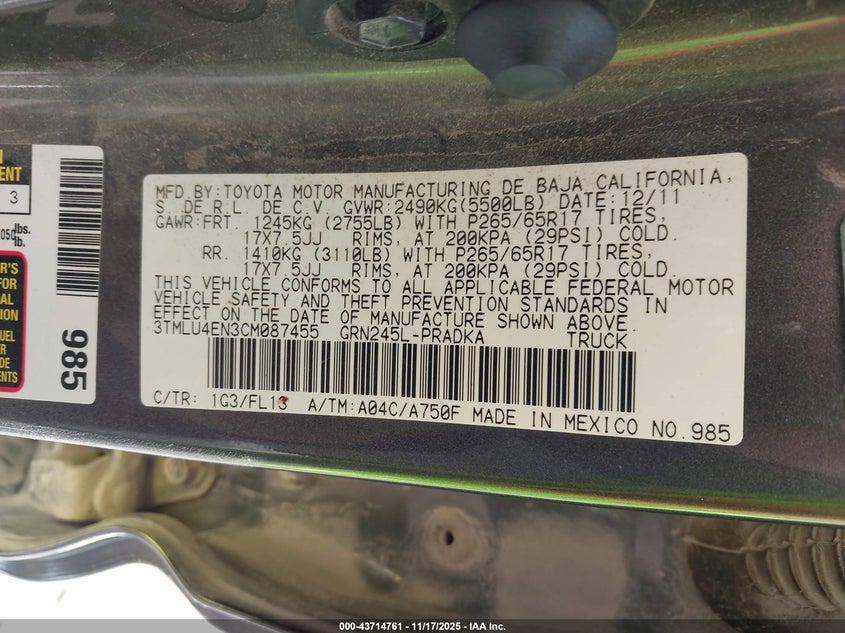 MFD.BY:TOYOTA MOTOR MANUFACTURING DE BAJA CALIFORNIA,
S. DE R.L. DE C.V. GVWR:2490KG(5500LB) DATE:12/11
GAWR:FRT. 1245KG (2755LB) WITH P265/65R17 TIRES,
17X7.5JJ RIMS, AT 200KPA (29PSI) COLD.
RR. 1410KG (3110LB) WITH P265/65R17 TIRES,
17X7.5JJ RIMS, AT 200KPA (29PSI) COLD.
THIS VEHICLE CONFORMS TO ALL APPLICABLE FEDERAL MOTOR
VEHICLE SAFETY AND THEFT PREVENTION STANDARDS IN
EFFECT ON THE DATE OF MANUFACTURE SHOWN ABOVE.
3TMLU4EN3CM087455 GRN245L-PRADKA TRUCK
C/TR: 1G3/FL13 A/TM:A04C/A750F MADE IN MEXICO NO.985
3
lbs.
lb.
985
000-43714761 - 11/17/2025 - IAA Inc.